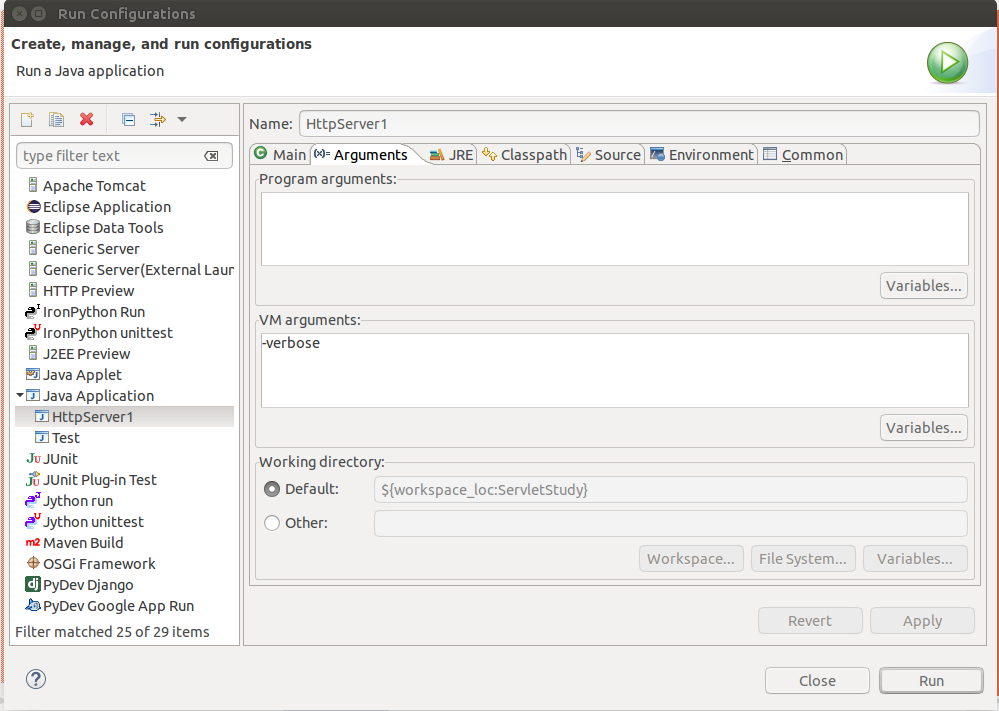 Run Configurations
Create, manage, and run configurations
Run a Java application
type filter text
Apache Tomcat
Eclipse Application
Eclipse Data Tools
Generic Server
Generic Server(External Laun
HTTP Preview
IronPython Run
IronPython unittest
J2EE Preview
Java Applet
Java Application
HttpServer1
Test
JUnit
JUnit Plug-in Test
Jython run
Jython unittest
Maven Build
OSGi Framework
PyDev Django
PyDev Google App Run
Filter matched 25 of 29 items
Name: HttpServer1
Main (x)= Arguments JRE Classpath Source Environment Common
Program arguments:
Variables...
VM arguments:
-verbose
Variables...
Working directory:
Default: ${workspace_loc:ServletStudy}
Other:
Workspace... File System... Variables...
Revert Apply
? Close Run